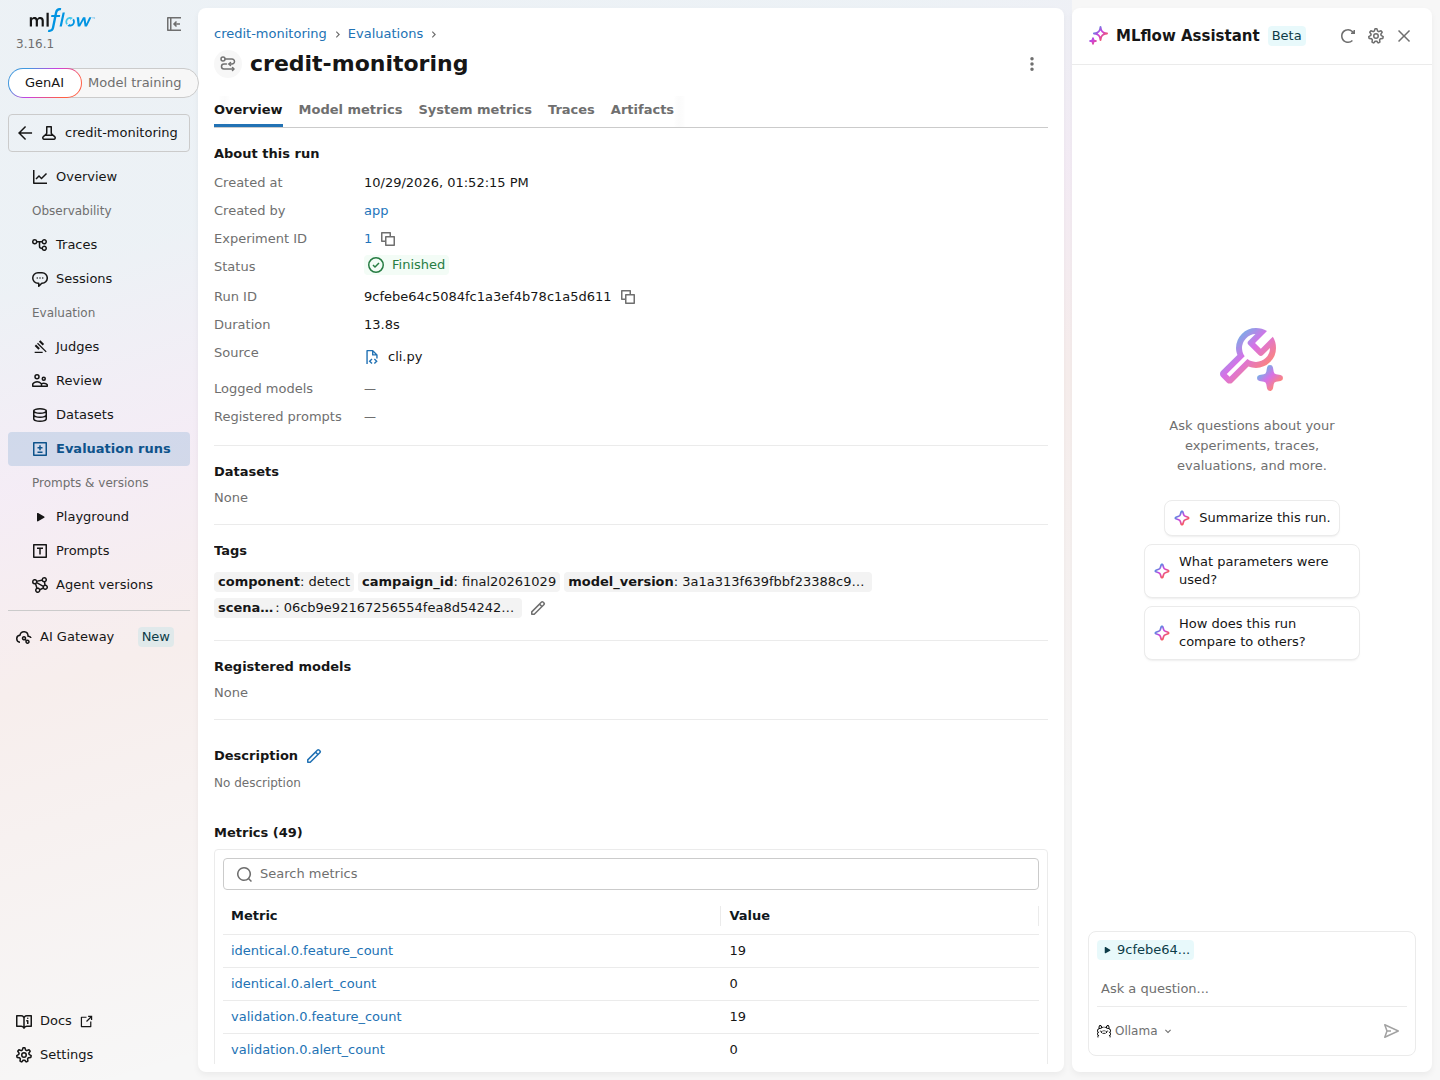 mlflow
3.16.1
GenAI
Model training
credit-monitoring
Overview
Observability
Traces
Sessions
Evaluation
Judges
Review
Datasets
Evaluation runs
Prompts & versions
Playground
Prompts
Agent versions
AI Gateway New
Docs
Settings
credit-monitoring › Evaluations ›
credit-monitoring
Overview Model metrics System metrics Traces Artifacts
About this run
Created at 10/29/2026, 01:52:15 PM
Created by app
Experiment ID 1
Status Finished
Run ID 9cfebe64c5084fc1a3ef4b78c1a5d611
Duration 13.8s
Source cli.py
Logged models —
Registered prompts —
Datasets
None
Tags
component: detect campaign_id: final20261029 model_version: 3a1a313f639fbbf23388c9...
scena...: 06cb9e92167256554fea8d54242...
Registered models
None
Description
No description
Metrics (49)
Search metrics
Metric Value
identical.0.feature_count 19
identical.0.alert_count 0
validation.0.feature_count 19
validation.0.alert_count 0
MLflow Assistant Beta
Ask questions about your
experiments, traces,
evaluations, and more.
Summarize this run.
What parameters were
used?
How does this run
compare to others?
9cfebe64...
Ask a question...
Ollama